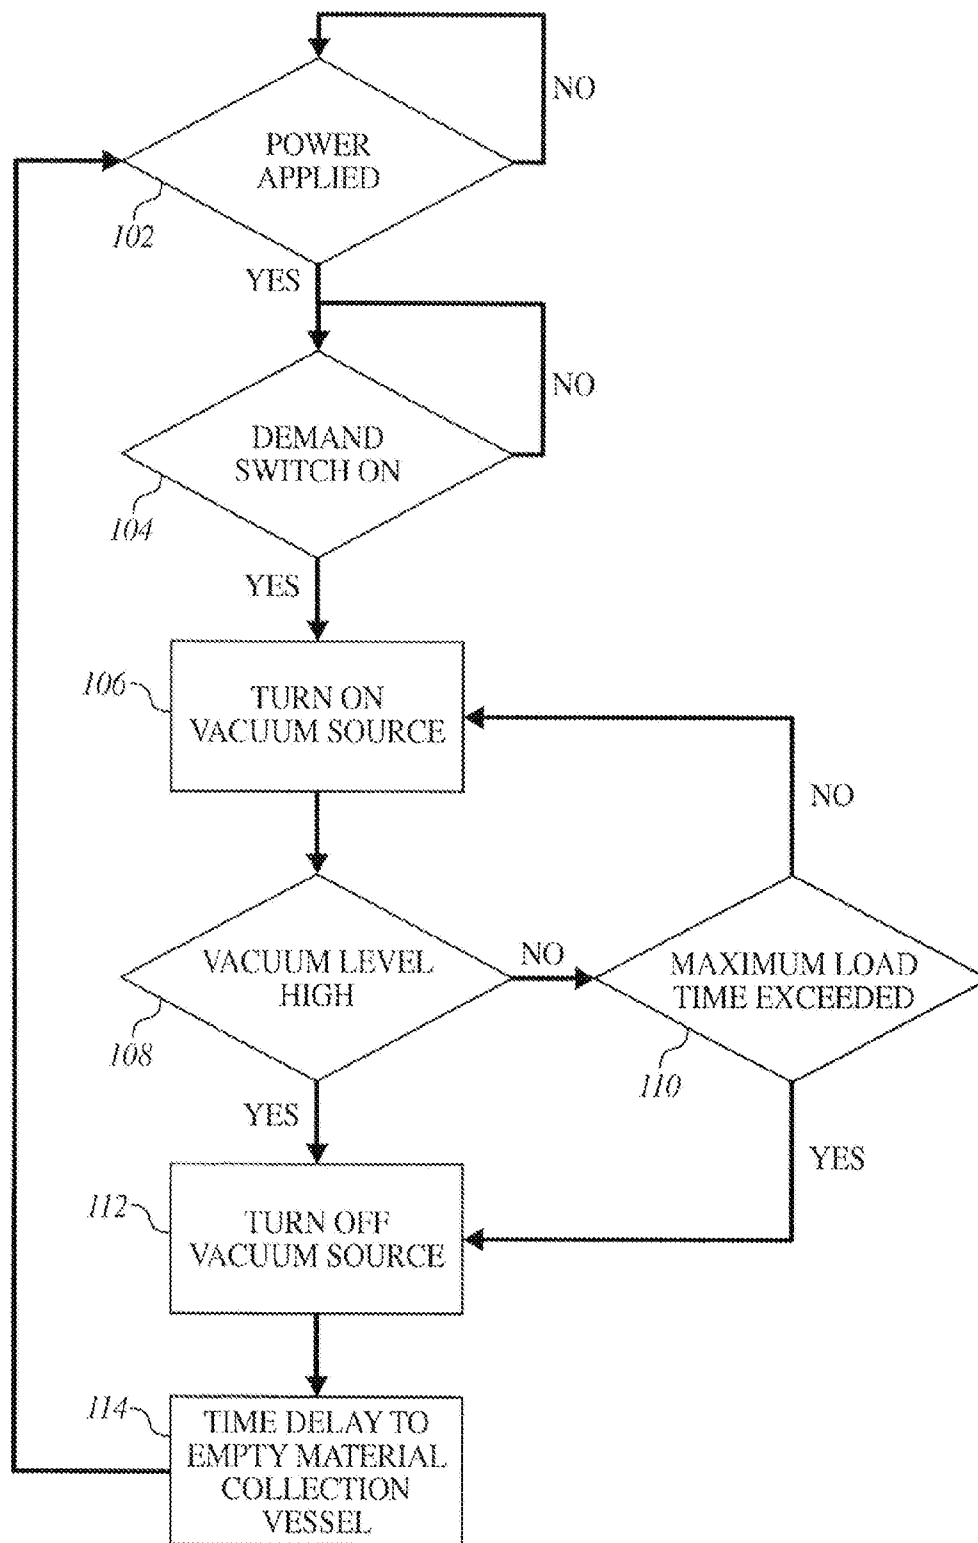 NO
POWER
APPLIED
102
YES
NO
DEMAND
SWITCH ON
104
YES
106
TURN ON
VACUUM SOURCE
NO
VACUUM LEVEL
HIGH
NO
MAXIMUM LOAD
TIME EXCEEDED
108
110
YES
YES
112
TURN OFF
VACUUM SOURCE
114
TIME DELAY TO
EMPTY MATERIAL
COLLECTION
VESSEL